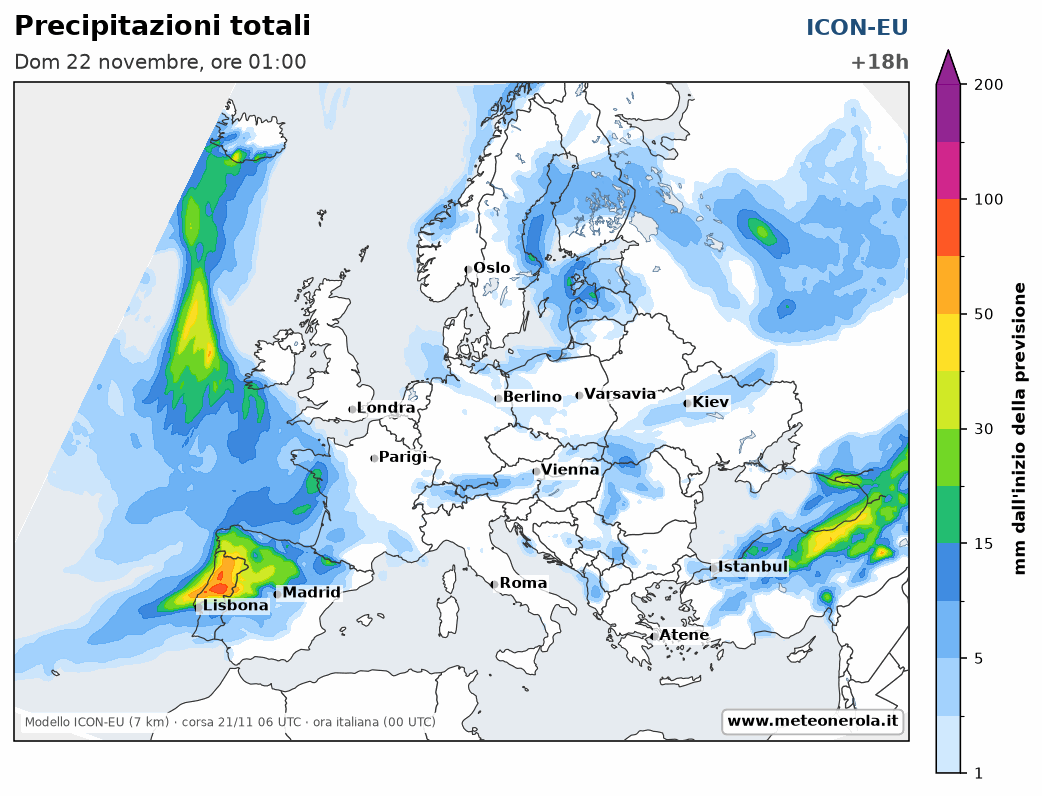 Precipitazioni totali
ICON-EU
Dom 22 novembre, ore 01:00
+18h
200
100
50
30
15
5
1
mm dall'inizio della previsione
Oslo
Berlino
Varsavia
Kiev
Londra
Parigi
Vienna
Istanbul
Roma
Madrid
Lisbona
Atene
Modello ICON-EU (7 km) · corsa 21/11 06 UTC · ora italiana (00 UTC)
www.meteonerola.it